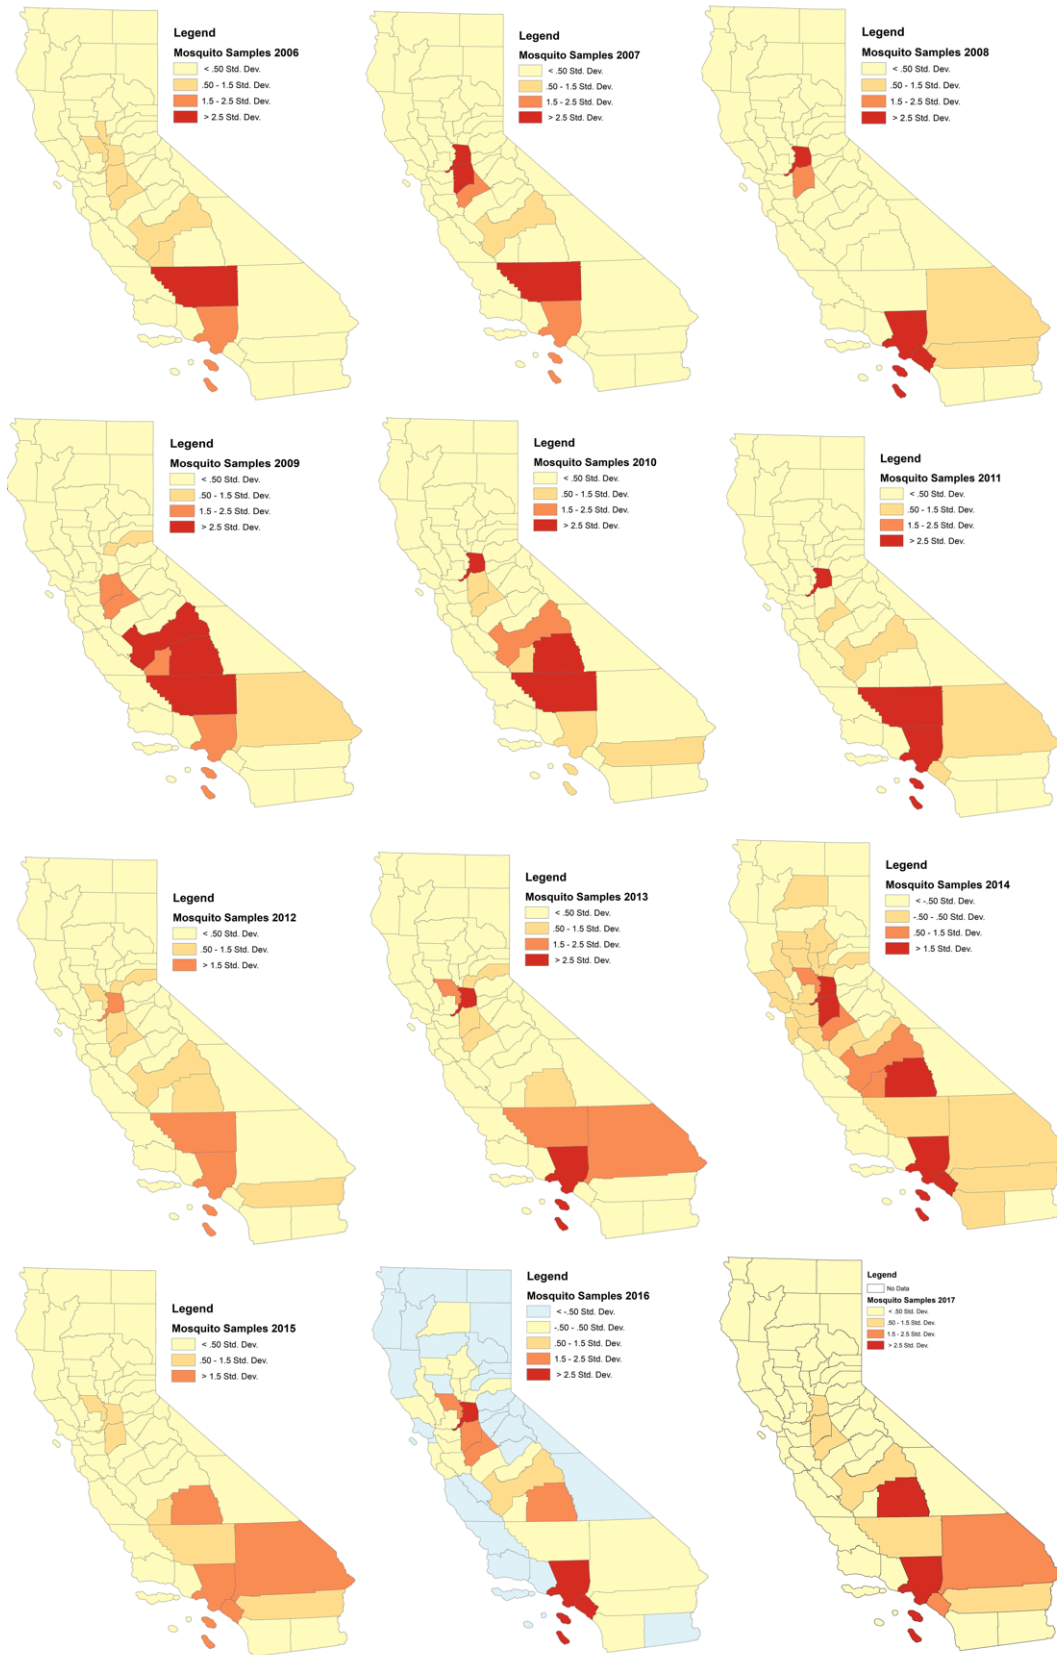 Legend
Mosquito Samples 2006
< .50 Std. Dev.
.50 - 1.5 Std. Dev.
1.5 - 2.5 Std. Dev.
> 2.5 Std. Dev.
Legend
Mosquito Samples 2007
< .50 Std. Dev.
.50 - 1.5 Std. Dev.
1.5 - 2.5 Std. Dev.
> 2.5 Std. Dev.
Legend
Mosquito Samples 2008
< .50 Std. Dev.
.50 - 1.5 Std. Dev.
1.5 - 2.5 Std. Dev.
> 2.5 Std. Dev.
Legend
Mosquito Samples 2009
< .50 Std. Dev.
.50 - 1.5 Std. Dev.
1.5 - 2.5 Std. Dev.
> 2.5 Std. Dev.
Legend
Mosquito Samples 2010
< .50 Std. Dev.
.50 - 1.5 Std. Dev.
1.5 - 2.5 Std. Dev.
> 2.5 Std. Dev.
Legend
Mosquito Samples 2011
< .50 Std. Dev.
.50 - 1.5 Std. Dev.
1.5 - 2.5 Std. Dev.
> 2.5 Std. Dev.
Legend
Mosquito Samples 2012
< .50 Std. Dev.
.50 - 1.5 Std. Dev.
> 1.5 Std. Dev.
Legend
Mosquito Samples 2013
< .50 Std. Dev.
.50 - 1.5 Std. Dev.
1.5 - 2.5 Std. Dev.
> 2.5 Std. Dev.
Legend
Mosquito Samples 2014
< -.50 Std. Dev.
-.50 - .50 Std. Dev.
.50 - 1.5 Std. Dev.
> 1.5 Std. Dev.
Legend
Mosquito Samples 2015
< .50 Std. Dev.
.50 - 1.5 Std. Dev.
> 1.5 Std. Dev.
Legend
Mosquito Samples 2016
< -.50 Std. Dev.
-.50 - .50 Std. Dev.
.50 - 1.5 Std. Dev.
1.5 - 2.5 Std. Dev.
> 2.5 Std. Dev.
Legend
No Data
Mosquito Samples 2017
< .50 Std. Dev.
.50 - 1.5 Std. Dev.
1.5 - 2.5 Std. Dev.
> 2.5 Std. Dev.